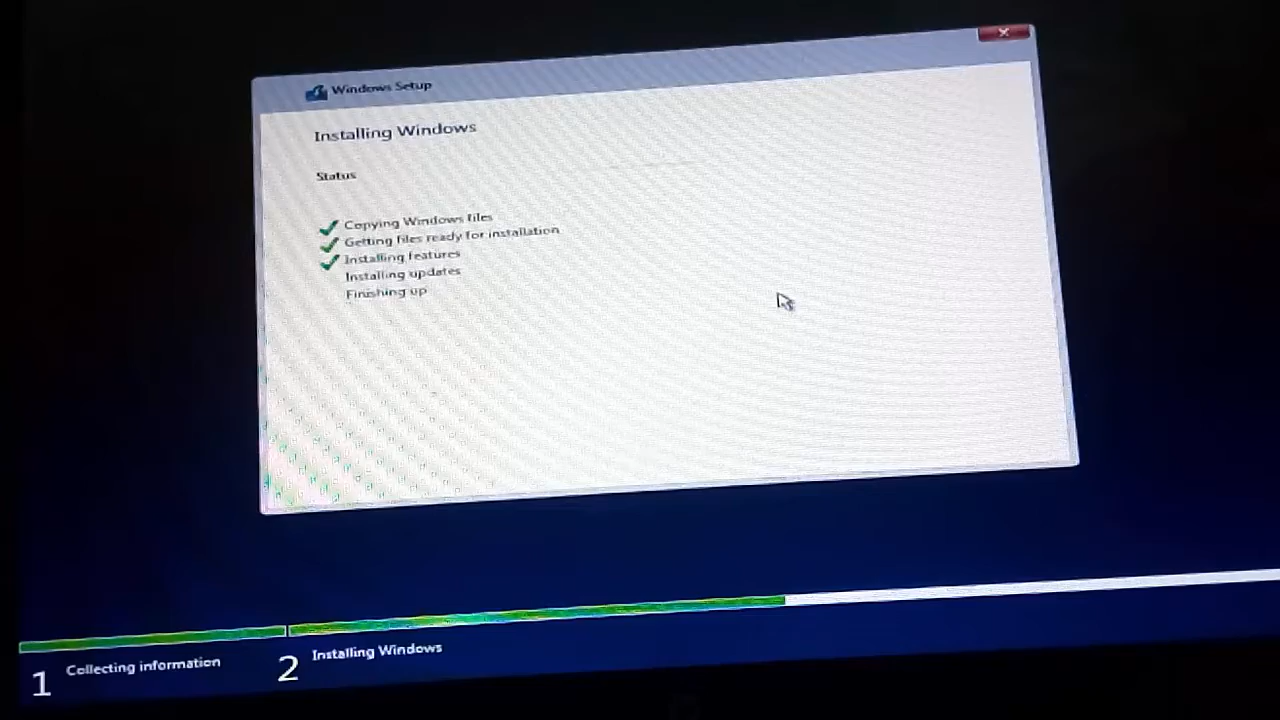 Windows Setup
Installing Windows
Status
Copying Windows files
Getting files ready for installation
Installing features
Installing updates
Finishing up
1 Collecting information
2 Installing Windows